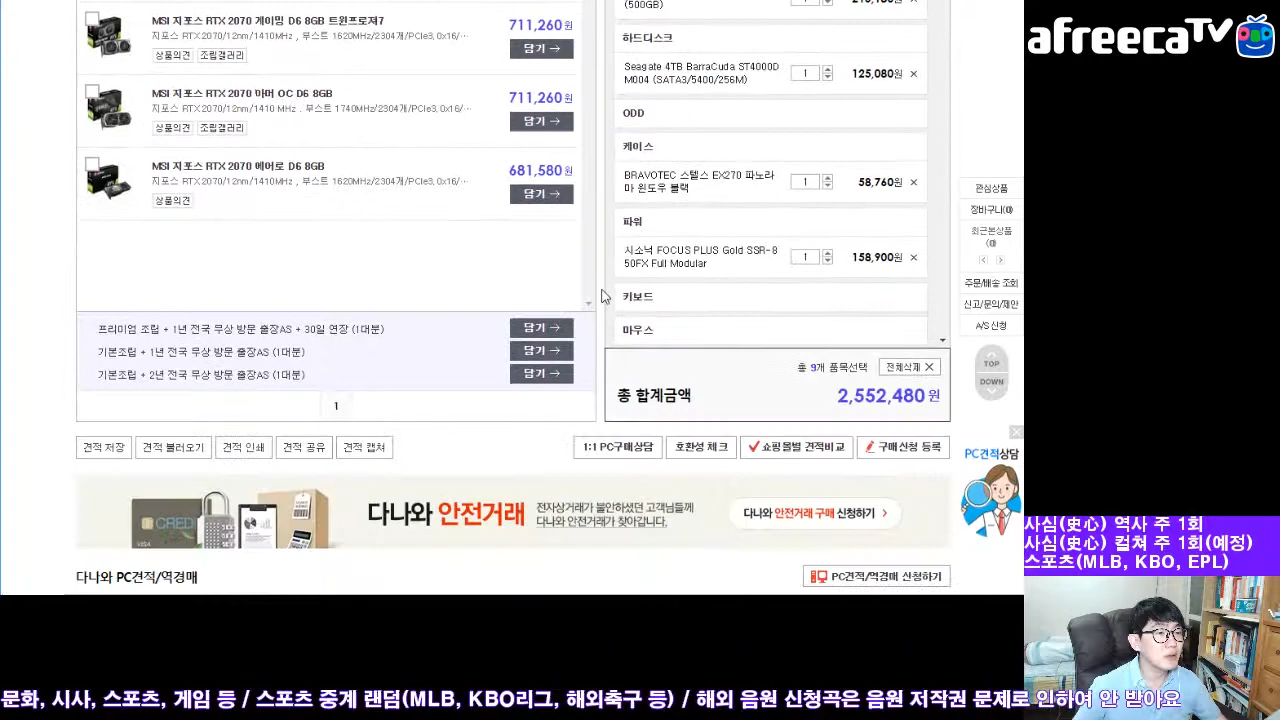 MSI 지포스 RTX 2070 게이밍 D6 8GB 트윈프로져7
지포스 RTX2070/12nm/1410MHz , 부스트 1620MHz/2304개/PCIe3,0x16/···
상품의견 조립갤러리
711,260원
담기 →
MSI 지포스 RTX 2070 아머 OC D6 8GB
지포스 RTX2070/12nm/1410 MHz , 부스트 1740MHz/2304개/PCIe3,0x16/···
상품의견 조립갤러리
711,260원
담기 →
MSI 지포스 RTX 2070 에어로 D6 8GB
지포스 RTX2070/12nm/1410MHz , 부스트 1620MHz/2304개/PCIe3,0x16/···
상품의견
681,580원
담기 →
프리미엄 조립 + 1년 전국 무상 방문 출장AS + 30일 연장 (1대분)
담기 →
기본조립 + 1년 전국 무상 방문 출장AS (1대분)
담기 →
기본조립 + 2년 전국 무상 방문 출장AS (1대분)
담기 →
1
(500GB)
하드디스크
Seagate 4TB BarraCuda ST4000D
M004 (SATA3/5400/256M)
1
125,080원 ×
ODD
케이스
BRAVOTEC 스텔스 EX270 파노라
마 윈도우 블랙
1
58,760원 ×
파워
시소닉 FOCUS PLUS Gold SSR-8
50FX Full Modular
1
158,900원 ×
키보드
마우스
총 9개 품목선택 전체삭제 ×
총 합계금액 2,552,480 원
견적 저장 견적 불러오기 견적 인쇄 견적 공유 견적 캡쳐
1:1 PC구매상담 호환성 체크 쇼핑몰별 견적비교 구매신청 등록
CREDIT
VISA
다나와 안전거래
전자상거래가 불안하셨던 고객님들께
다나와 안전거래가 찾아갑니다.
다나와 안전거래 구매 신청하기 >
다나와 PC견적/역경매
PC견적/역경매 신청하기
관심상품
장바구니(0)
최근본상품
(0)
주문/배송 조회
신고/문의/제안
A/S 신청
TOP
DOWN
PC견적상담
afreecaTV
사심(史心) 역사 주 1회
사심(史心) 컬쳐 주 1회(예정)
스포츠(MLB, KBO, EPL)
문화, 시사, 스포츠, 게임 등 / 스포츠 중계 랜덤(MLB, KBO리그, 해외축구 등) / 해외 음원 신청곡은 음원 저작권 문제로 인하여 안 받아요